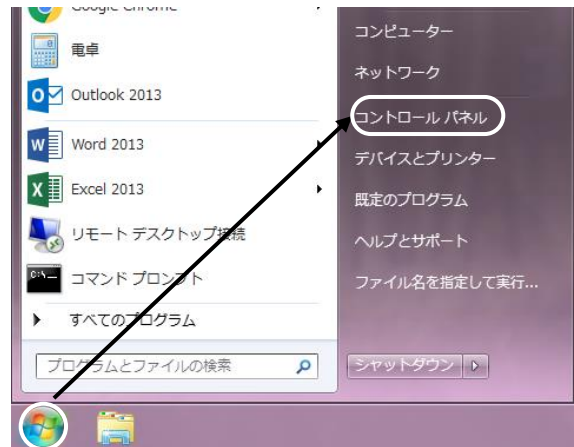 Google Chrome
電卓
Outlook 2013
Word 2013
Excel 2013
リモート デスクトップ接続
コマンド プロンプト
すべてのプログラム
プログラムとファイルの検索
コンピューター
ネットワーク
コントロール パネル
デバイスとプリンター
既定のプログラム
ヘルプとサポート
ファイル名を指定して実行...
シャットダウン